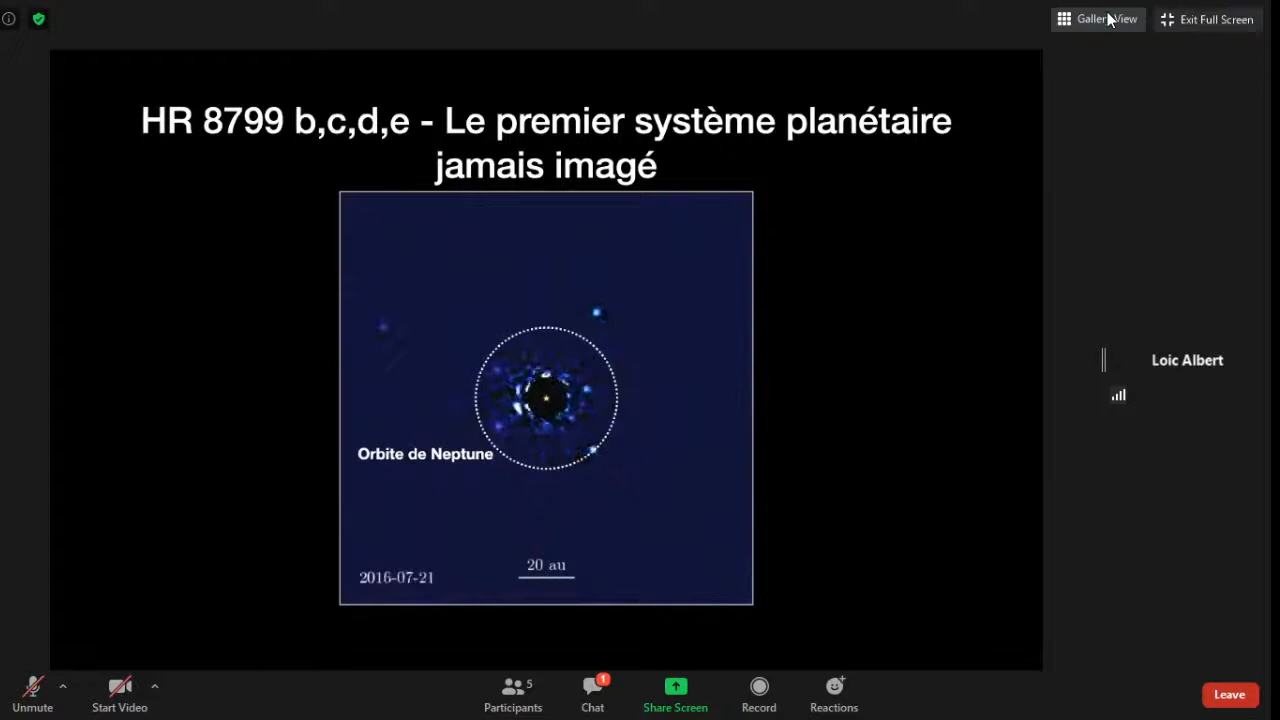 Gallery View
Exit Full Screen
HR 8799 b,c,d,e - Le premier système planétaire
jamais imagé
Orbite de Neptune
20 au
2016-07-21
Loic Albert
Unmute
Start Video
5
Participants
1
Chat
Share Screen
Record
Reactions
Leave